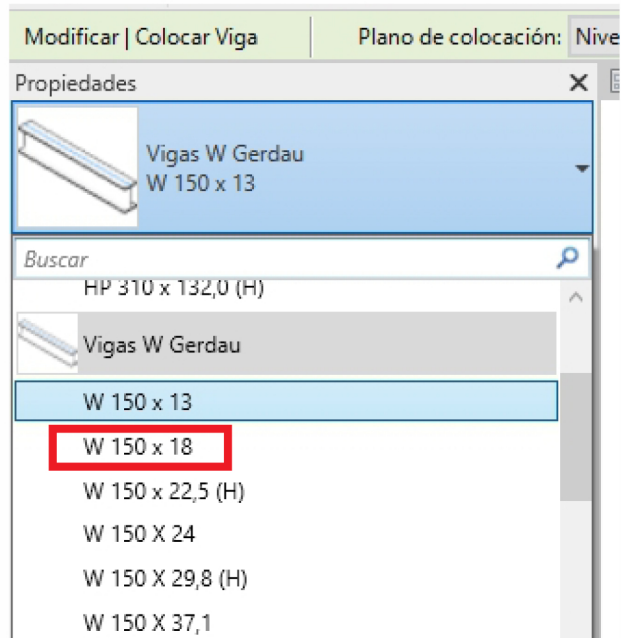 Modificar | Colocar Viga Plano de colocación: Nive
Propiedades
Vigas W Gerdau
W 150 x 13
Buscar
HP 310 x 132,0 (H)
Vigas W Gerdau
W 150 x 13
W 150 x 18
W 150 x 22,5 (H)
W 150 X 24
W 150 X 29,8 (H)
W 150 X 37,1